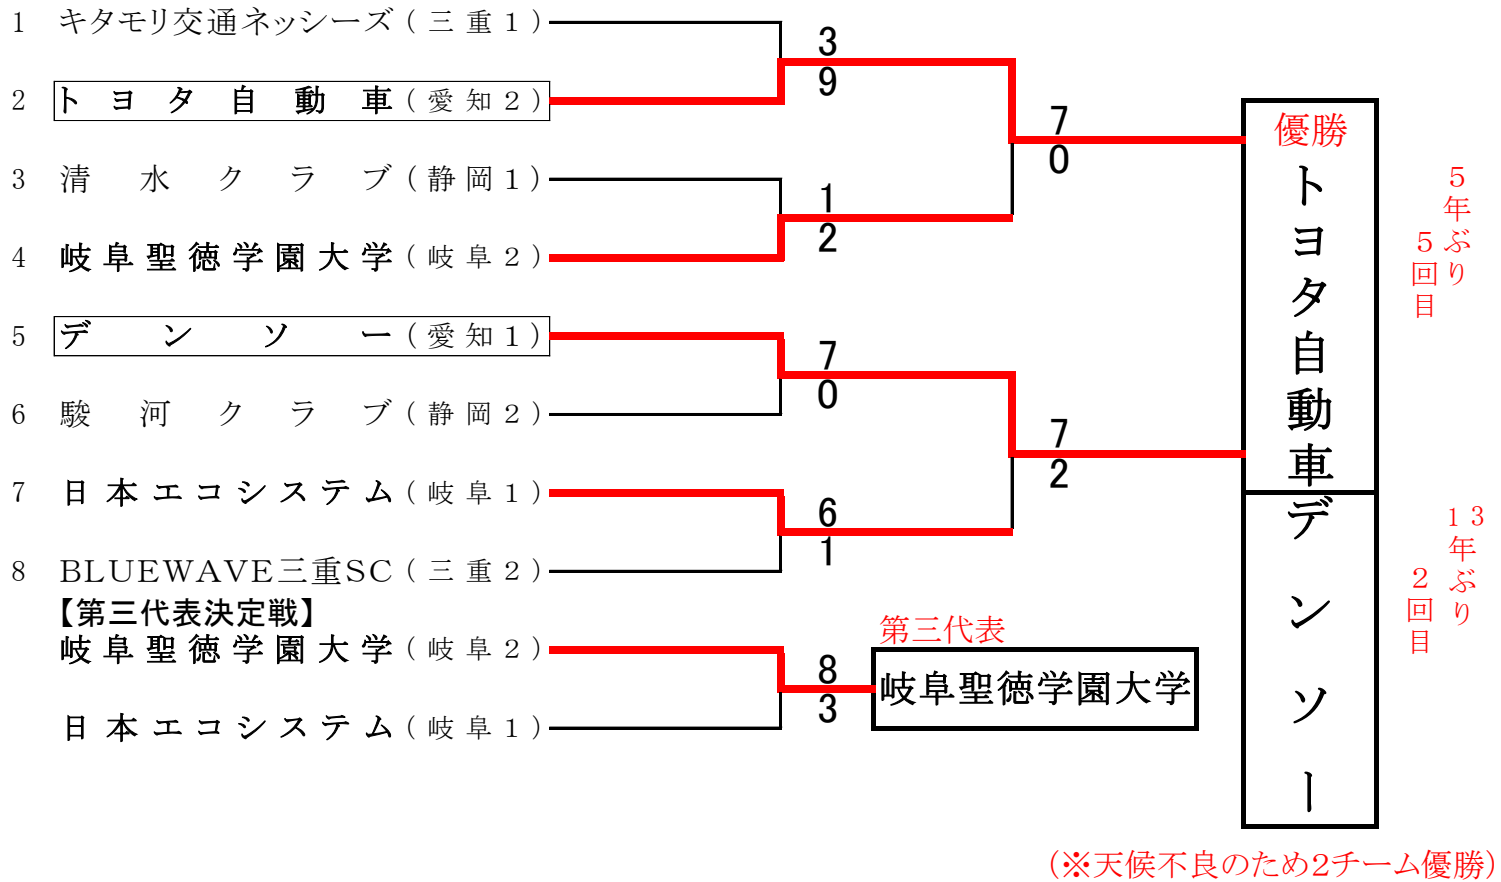 1 キタモリ交通ネッシーズ(三重1)
3
9
2 トヨタ自動車(愛知2)
7
0
3 清水クラブ(静岡1)
1
2
4 岐阜聖徳学園大学(岐阜2)
5 デンソー(愛知1)
7
0
6 駿河クラブ(静岡2)
7
2
7 日本エコシステム(岐阜1)
6
1
8 BLUEWAVE三重SC(三重2)
【第三代表決定戦】
岐阜聖徳学園大学(岐阜2)
8
3
日本エコシステム(岐阜1)
第三代表
岐阜聖徳学園大学
優勝
トヨタ自動車
5年ぶり
5回目
デンソー
13年ぶり
2回目
(※天候不良のため2チーム優勝)